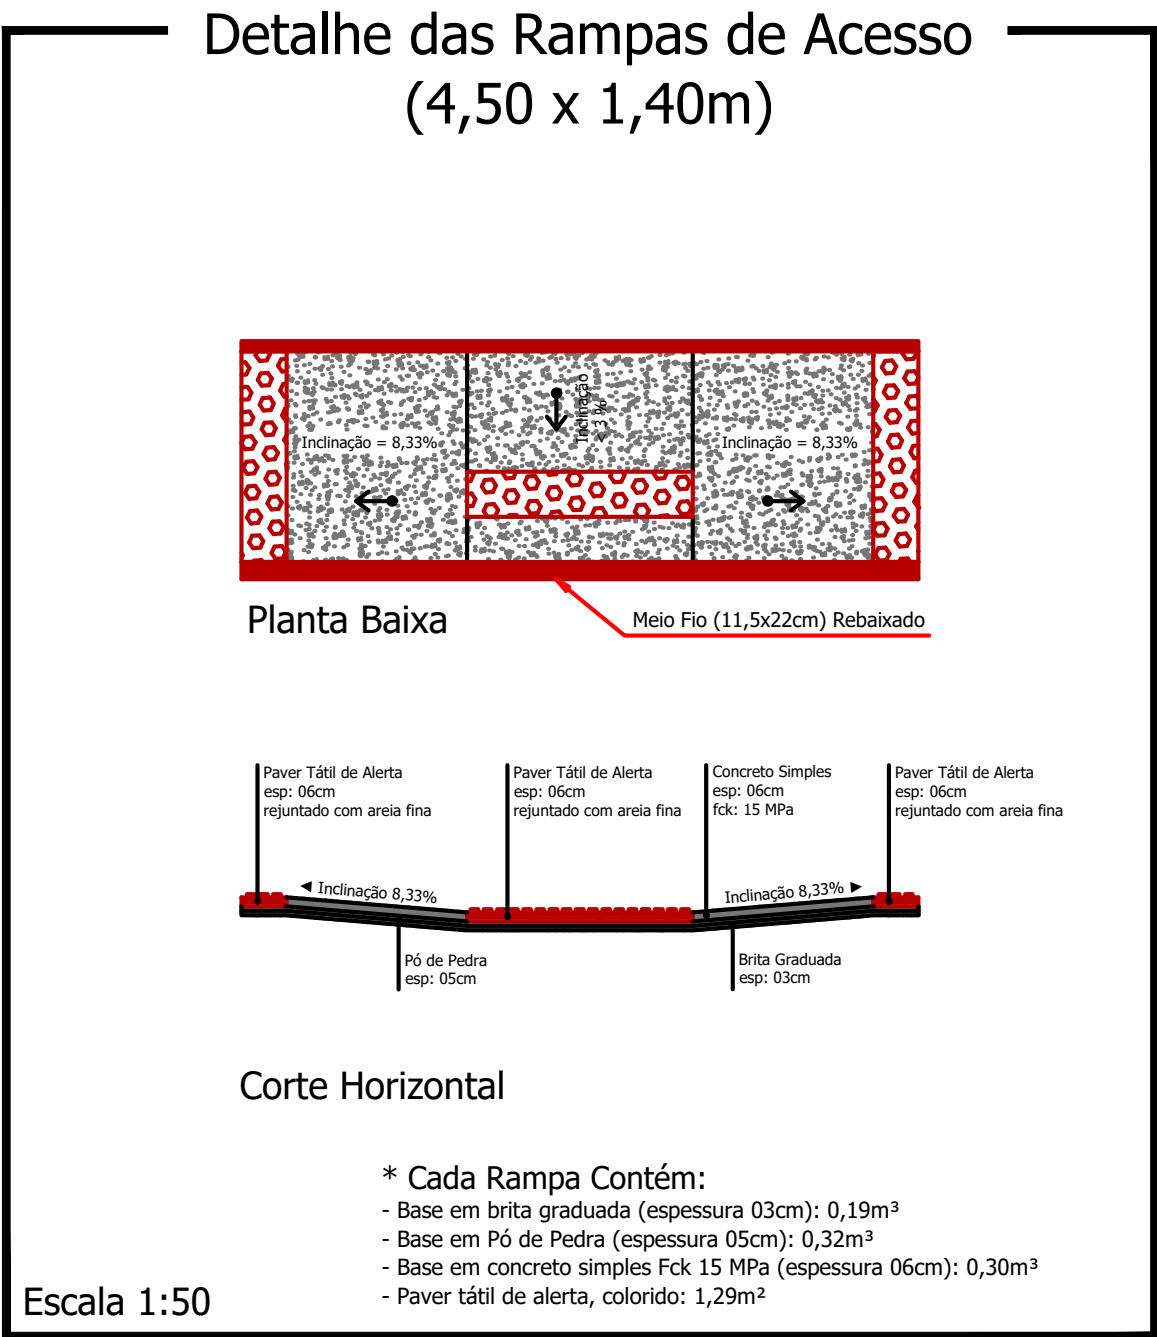 Detalhe das Rampas de Acesso
(4,50 x 1,40m)
Inclinação = 8,33%
Inclinação
< 3 %
Inclinação = 8,33%
Planta Baixa
Meio Fio (11,5x22cm) Rebaixado
Paver Tátil de Alerta
esp: 06cm
rejuntado com areia fina
Paver Tátil de Alerta
esp: 06cm
rejuntado com areia fina
Concreto Simples
esp: 06cm
fck: 15 MPa
Paver Tátil de Alerta
esp: 06cm
rejuntado com areia fina
Inclinação 8,33%
Inclinação 8,33%
Pó de Pedra
esp: 05cm
Brita Graduada
esp: 03cm
Corte Horizontal
* Cada Rampa Contém:
- Base em brita graduada (espessura 03cm): 0,19m³
- Base em Pó de Pedra (espessura 05cm): 0,32m³
- Base em concreto simples Fck 15 MPa (espessura 06cm): 0,30m³
- Paver tátil de alerta, colorido: 1,29m²
Escala 1:50